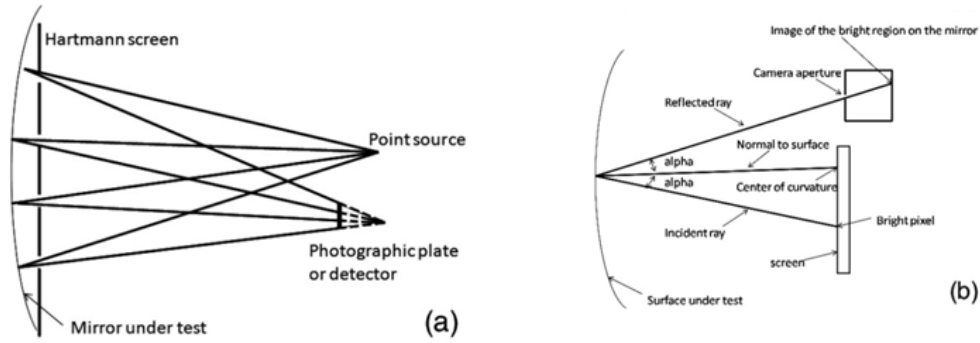 Hartmann screen
Point source
Photographic plate
or detector
Mirror under test
(a)
Image of the bright region on the mirror
Camera aperture
Reflected ray
Normal to surface
alpha
alpha
Center of curvature
Incident ray
Bright pixel
screen
Surface under test
(b)